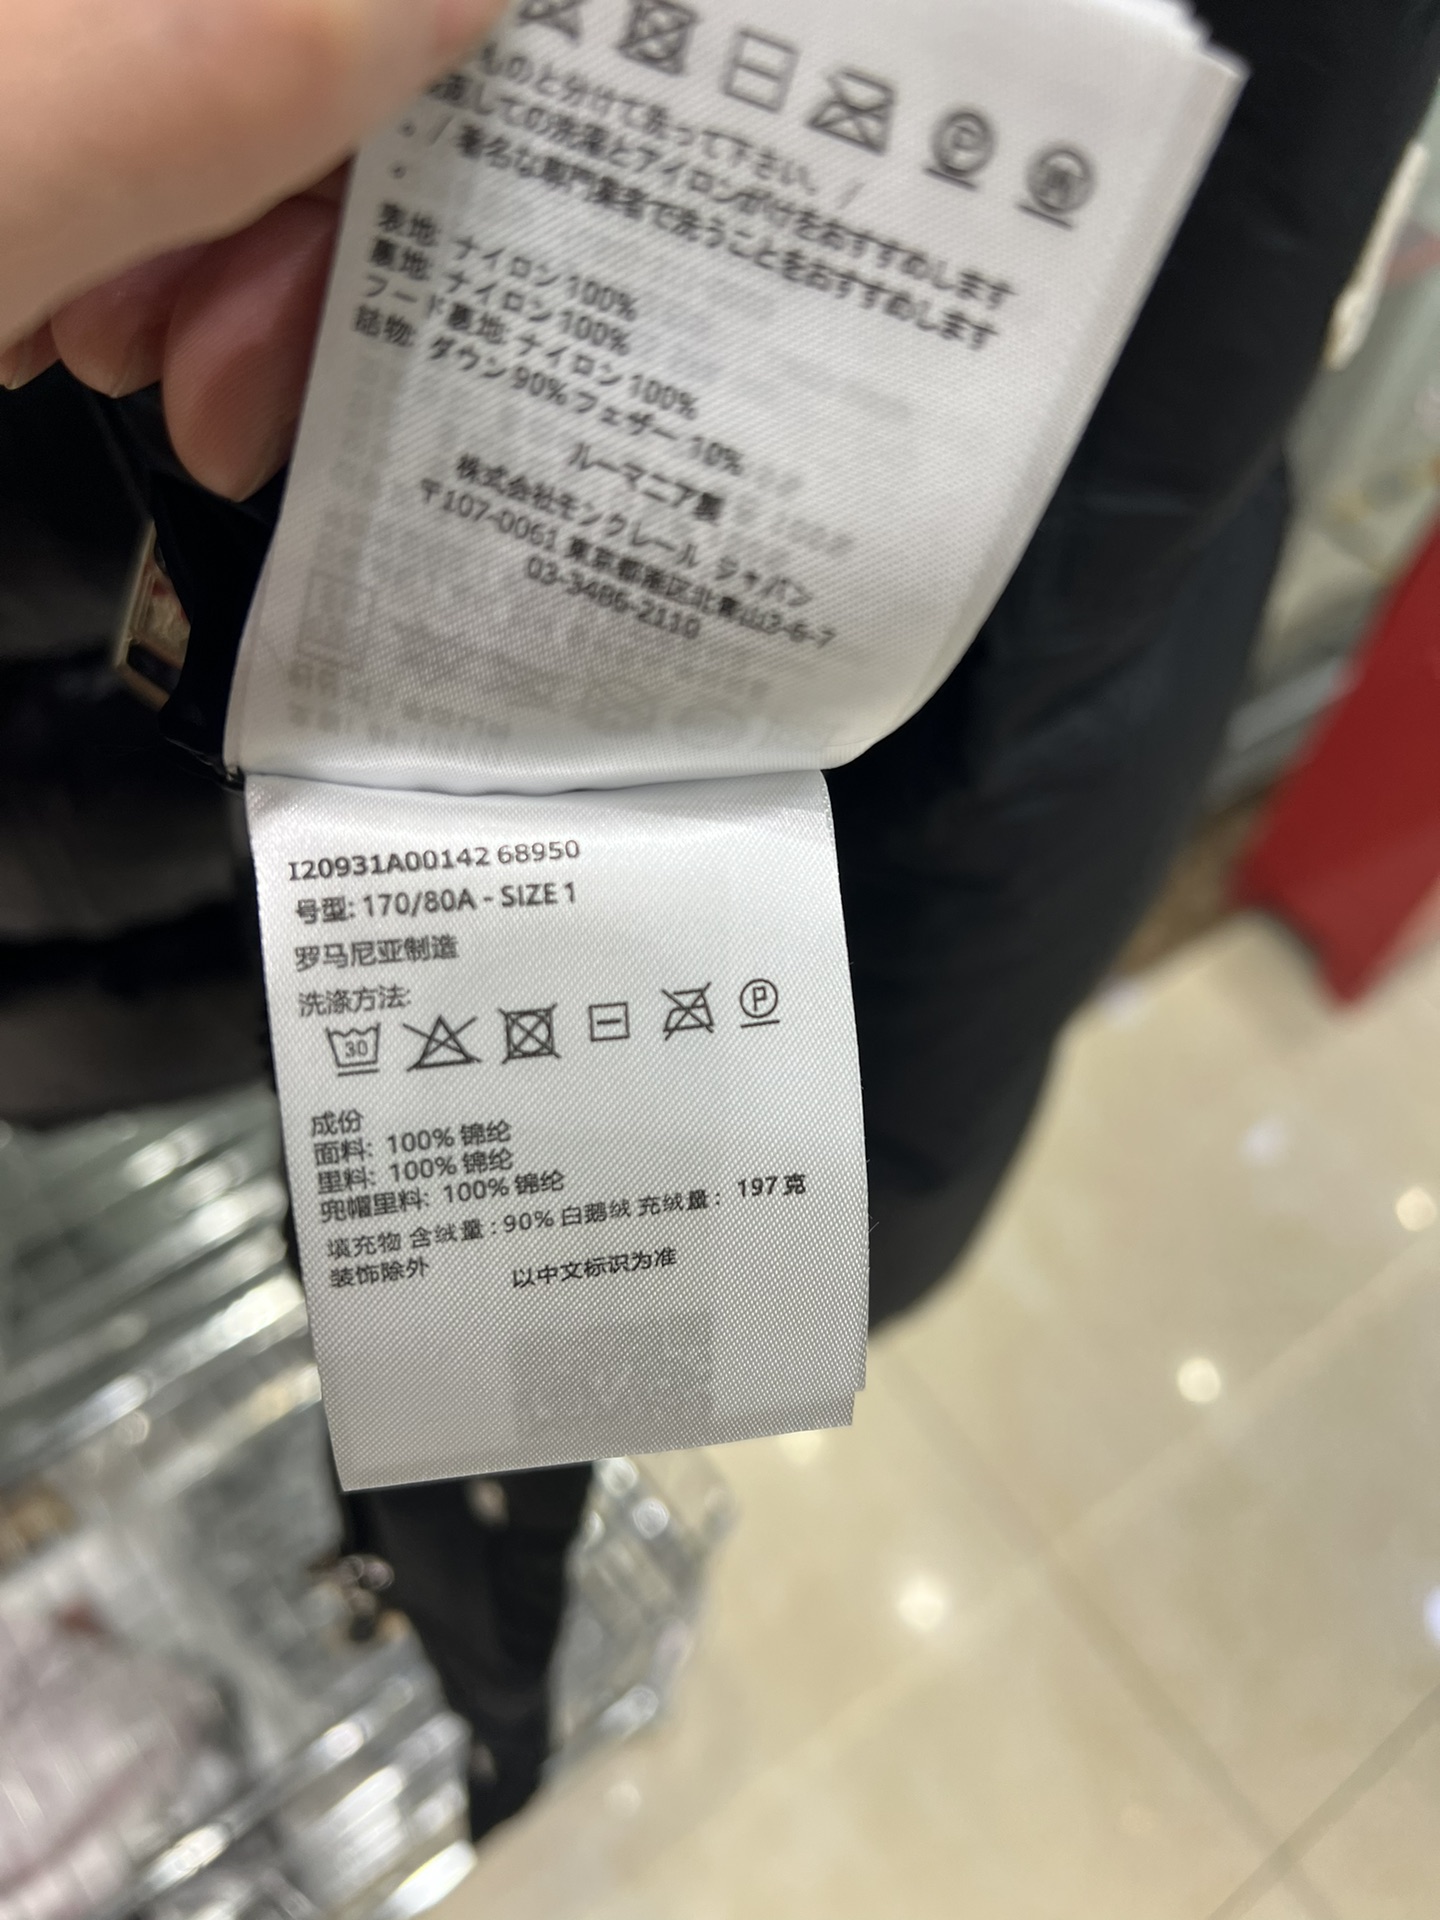 ものと分けて洗って下さい。/
しての洗濯とアイロンがけをおすすめします
。/ 著名な専門業者で洗うことをおすすめします
。
表地: ナイロン100%
裏地: ナイロン100%
フード裏地: ナイロン100%
詰物: ダウン90% フェザー 10%
ルーマニア製
株式会社モンクレール ジャパン
〒107-0061 東京都港区北青山3-6-7
03-3486-2110
I20931A00142 68950
号型: 170/80A - SIZE 1
罗马尼亚制造
洗涤方法:
30 P
成份
面料: 100% 锦纶
里料: 100% 锦纶
兜帽里料: 100% 锦纶
填充物 含绒量:90% 白鹅绒 充绒量: 197 克
装饰除外 以中文标识为准